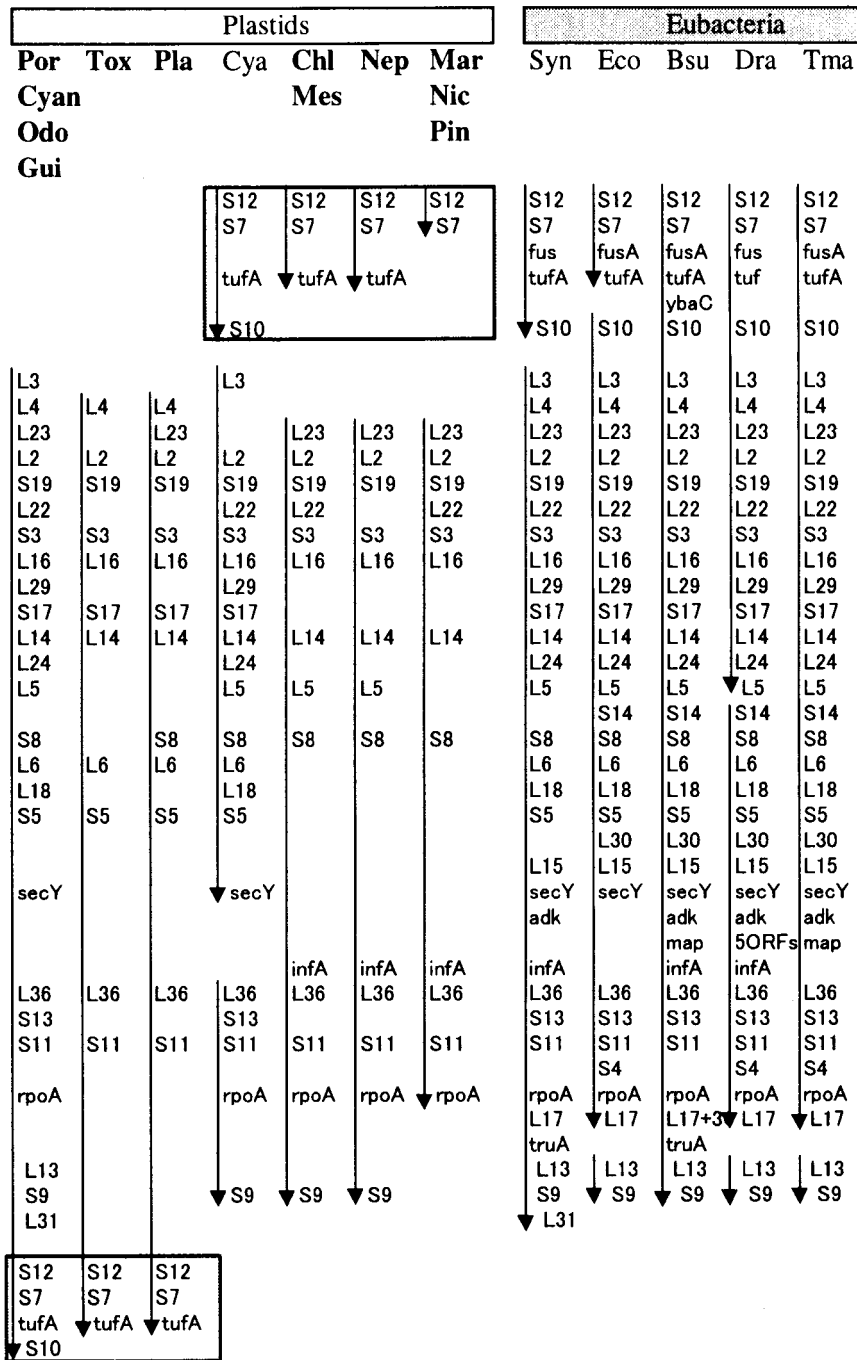 Plastids Eubacteria
Por Tox Pla Cya Chl Nep Mar Syn Eco Bsu Dra Tma
Cyan Mes Nic
Odo Pin
Gui
S12 S12 S12 S12 S12 S12 S12 S12 S12
S7 S7 S7 S7 S7 S7 S7 S7 S7
fus fusA fusA fus fusA
tufA tufA tufA tufA tufA tufA tuf tufA
ybaC
S10 S10 S10 S10 S10 S10
L3 L3 L3 L3 L3 L3 L3
L4 L4 L4 L4 L4 L4 L4 L4
L23 L23 L23 L23 L23 L23 L23 L23 L23 L23
L2 L2 L2 L2 L2 L2 L2 L2 L2 L2 L2 L2
S19 S19 S19 S19 S19 S19 S19 S19 S19 S19 S19 S19
L22 L22 L22 L22 L22 L22 L22 L22 L22
S3 S3 S3 S3 S3 S3 S3 S3 S3 S3 S3 S3
L16 L16 L16 L16 L16 L16 L16 L16 L16 L16 L16 L16
L29 L29 L29 L29 L29 L29 L29
S17 S17 S17 S17 S17 S17 S17 S17 S17
L14 L14 L14 L14 L14 L14 L14 L14 L14 L14 L14 L14
L24 L24 L24 L24 L24 L24 L24
L5 L5 L5 L5 L5 L5 L5 L5 L5
S14 S14 S14 S14
S8 S8 S8 S8 S8 S8 S8 S8 S8 S8 S8
L6 L6 L6 L6 L6 L6 L6 L6 L6
L18 L18 L18 L18 L18 L18 L18
S5 S5 S5 S5 S5 S5 S5 S5 S5
L30 L30 L30 L30
L15 L15 L15 L15 L15
secY secY secY secY secY secY secY
adk adk adk adk
map 5ORFs map
infA infA infA infA infA infA
L36 L36 L36 L36 L36 L36 L36 L36 L36 L36 L36 L36
S13 S13 S13 S13 S13 S13 S13
S11 S11 S11 S11 S11 S11 S11 S11 S11 S11 S11 S11
S4 S4 S4
rpoA rpoA rpoA rpoA rpoA rpoA rpoA rpoA rpoA rpoA
L17 L17 L17+3 L17 L17
truA truA
L13 L13 L13 L13 L13 L13
S9 S9 S9 S9 S9 S9 S9 S9 S9
L31 L31
S12 S12 S12
S7 S7 S7
tufA tufA tufA
S10